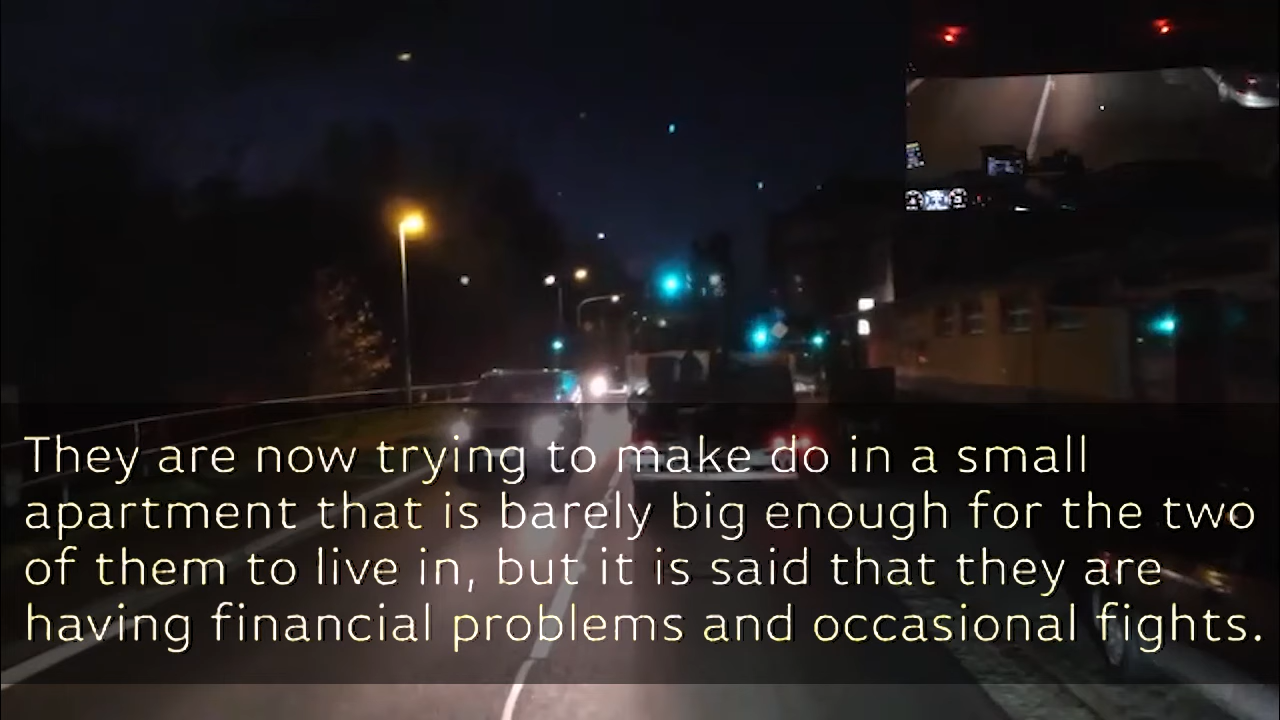 They are now trying to make do in a small
apartment that is barely big enough for the two
of them to live in, but it is said that they are
having financial problems and occasional fights.